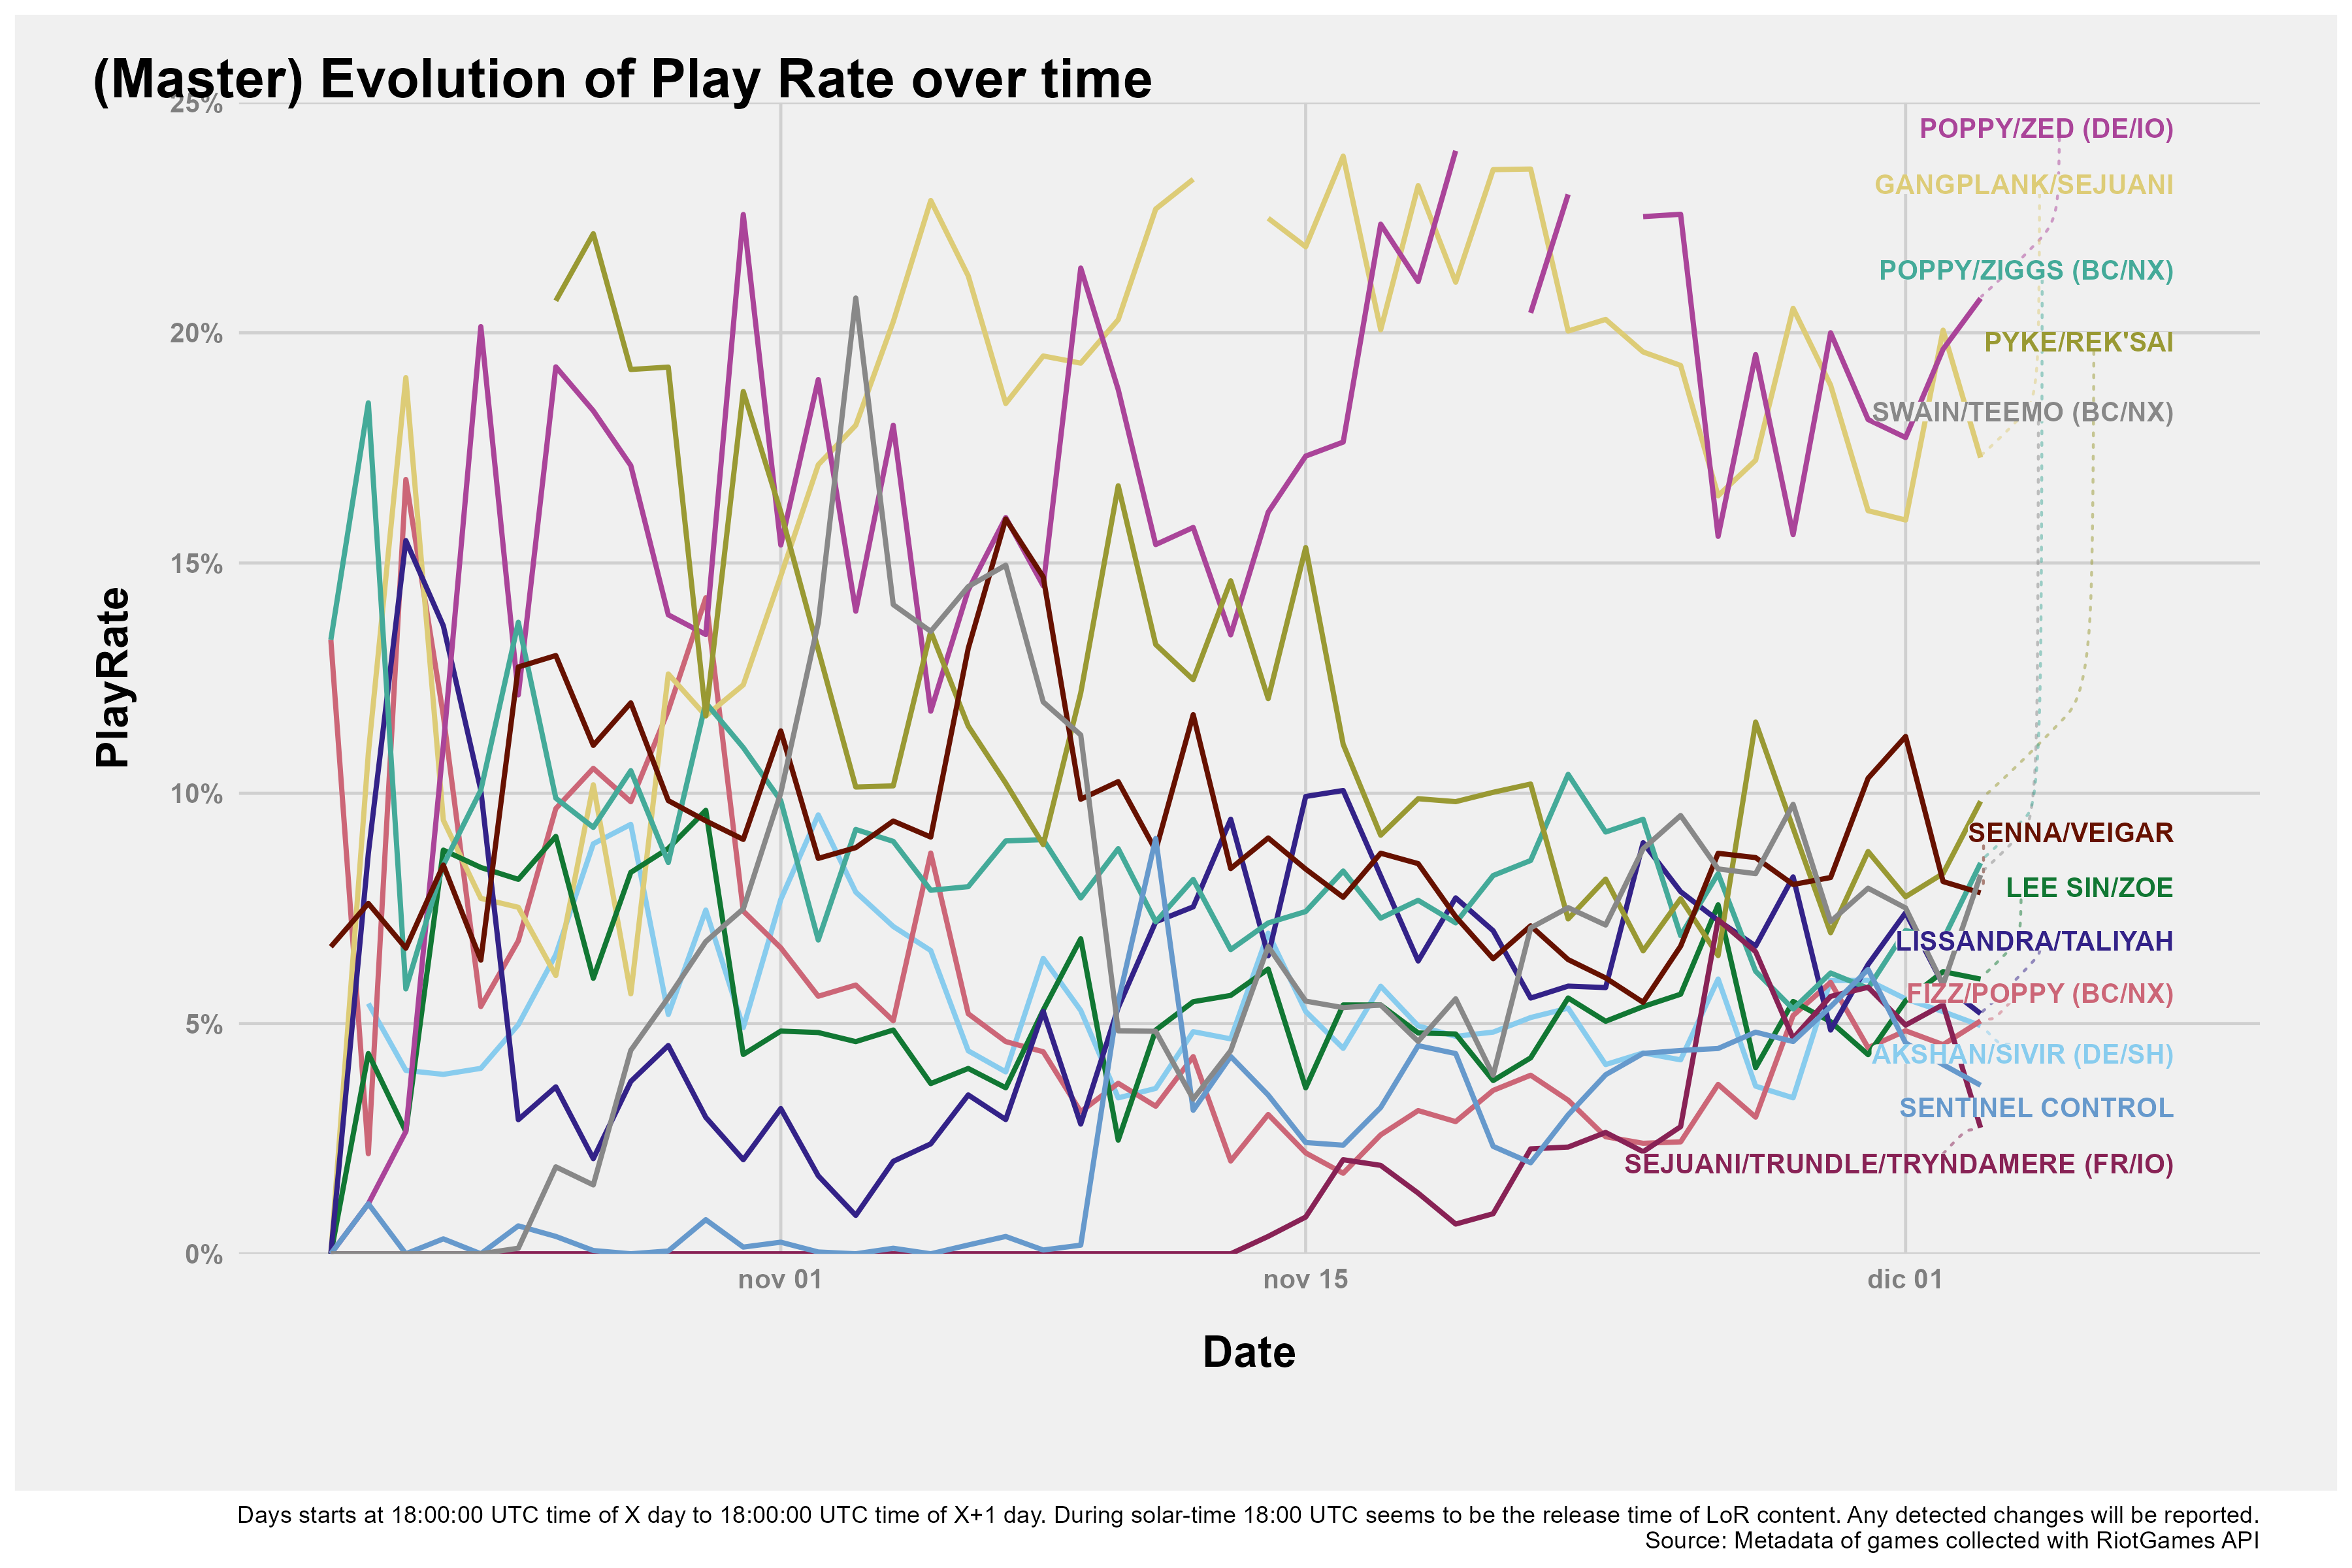 (Master) Evolution of Play Rate over time
25%
POPPY/ZED (DE/IO)
GANGPLANK/SEJUANI
POPPY/ZIGGS (BC/NX)
20%
PYKE/REK'SAI
SWAIN/TEEMO (BC/NX)
15%
PlayRate
10%
SENNA/VEIGAR
LEE SIN/ZOE
LISSANDRA/TALIYAH
FIZZ/POPPY (BC/NX)
5%
AKSHAN/SIVIR (DE/SH)
SENTINEL CONTROL
SEJUANI/TRUNDLE/TRYNDAMERE (FR/IO)
0%
nov 01
nov 15
dic 01
Date
Days starts at 18:00:00 UTC time of X day to 18:00:00 UTC time of X+1 day. During solar-time 18:00 UTC seems to be the release time of LoR content. Any detected changes will be reported.
Source: Metadata of games collected with RiotGames API